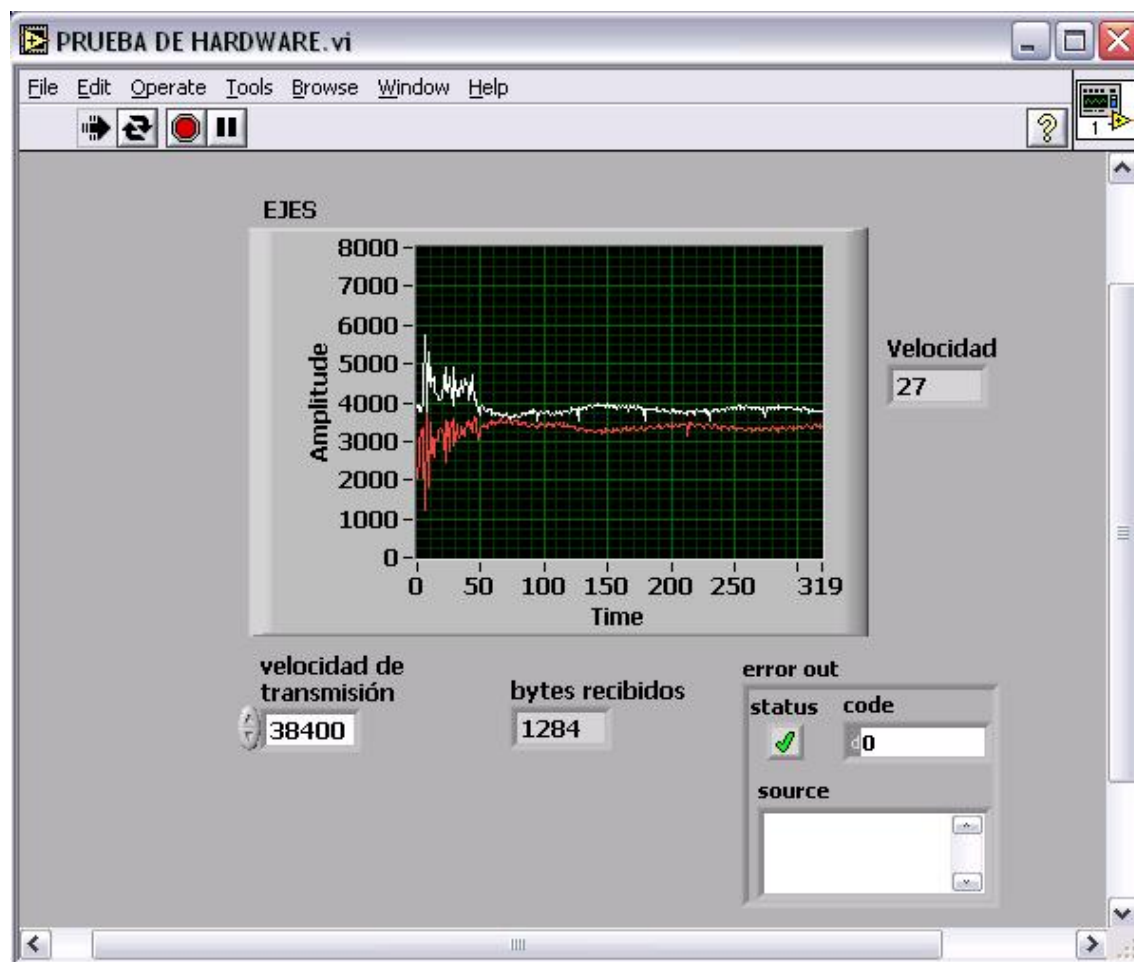 PRUEBA DE HARDWARE.vi
File Edit Operate Tools Browse Window Help
1
EJES
8000
7000
6000
5000
4000
3000
2000
1000
0
Amplitude
0 50 100 150 200 250 319
Time
Velocidad
27
velocidad de
transmisión
38400
bytes recibidos
1284
error out
status code
d0
source